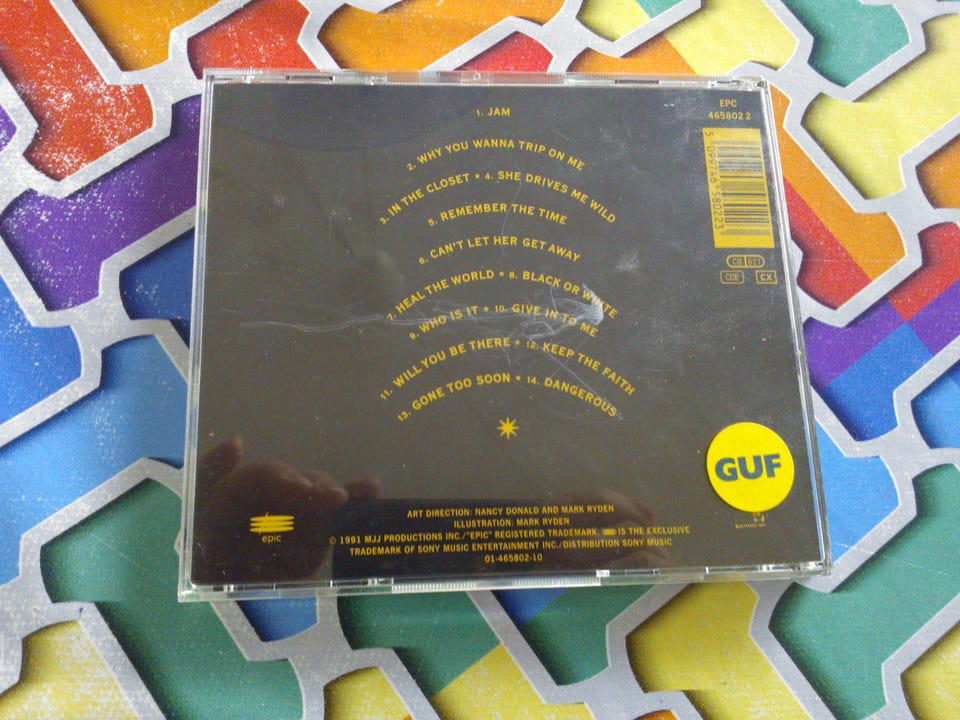 1. JAM
2. WHY YOU WANNA TRIP ON ME
3. IN THE CLOSET * 4. SHE DRIVES ME WILD
5. REMEMBER THE TIME
6. CAN'T LET HER GET AWAY
7. HEAL THE WORLD * 8. BLACK OR WHITE
9. WHO IS IT * 10. GIVE IN TO ME
11. WILL YOU BE THERE * 12. KEEP THE FAITH
13. GONE TOO SOON * 14. DANGEROUS
EPC
465802 2
5 099746 580223
CB 821
CDE CX
GUF
epic
ART DIRECTION: NANCY DONALD AND MARK RYDEN
ILLUSTRATION: MARK RYDEN
© 1991 MJJ PRODUCTIONS INC./"EPIC" REGISTERED TRADEMARK. IS THE EXCLUSIVE
TRADEMARK OF SONY MUSIC ENTERTAINMENT INC./DISTRIBUTION SONY MUSIC
01-465802-10